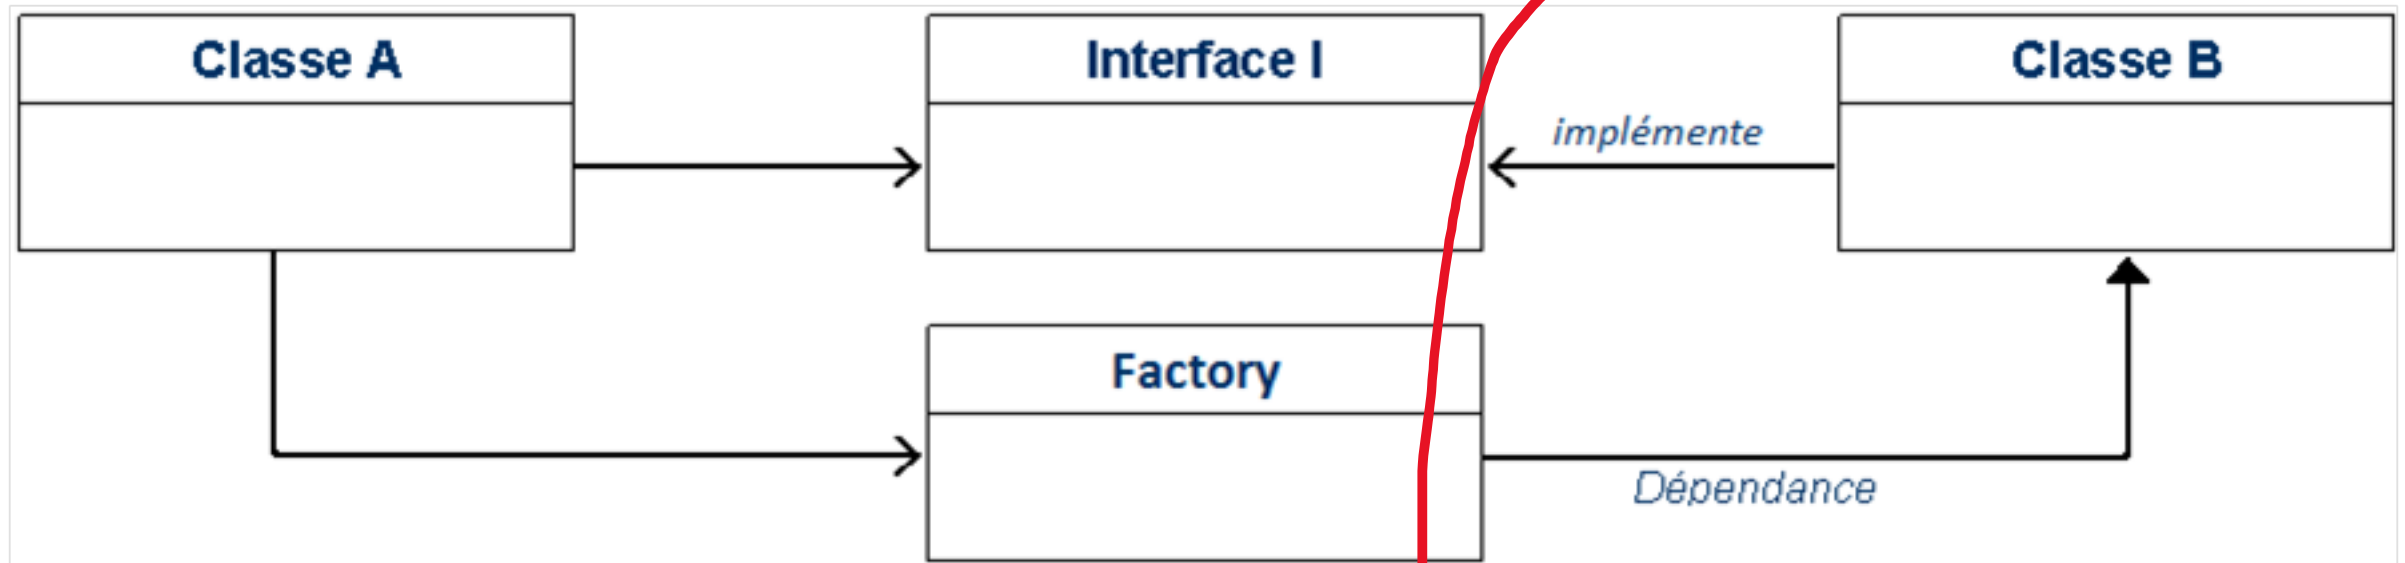 Classe A
Interface I
Classe B
implémente
Factory
Dépendance